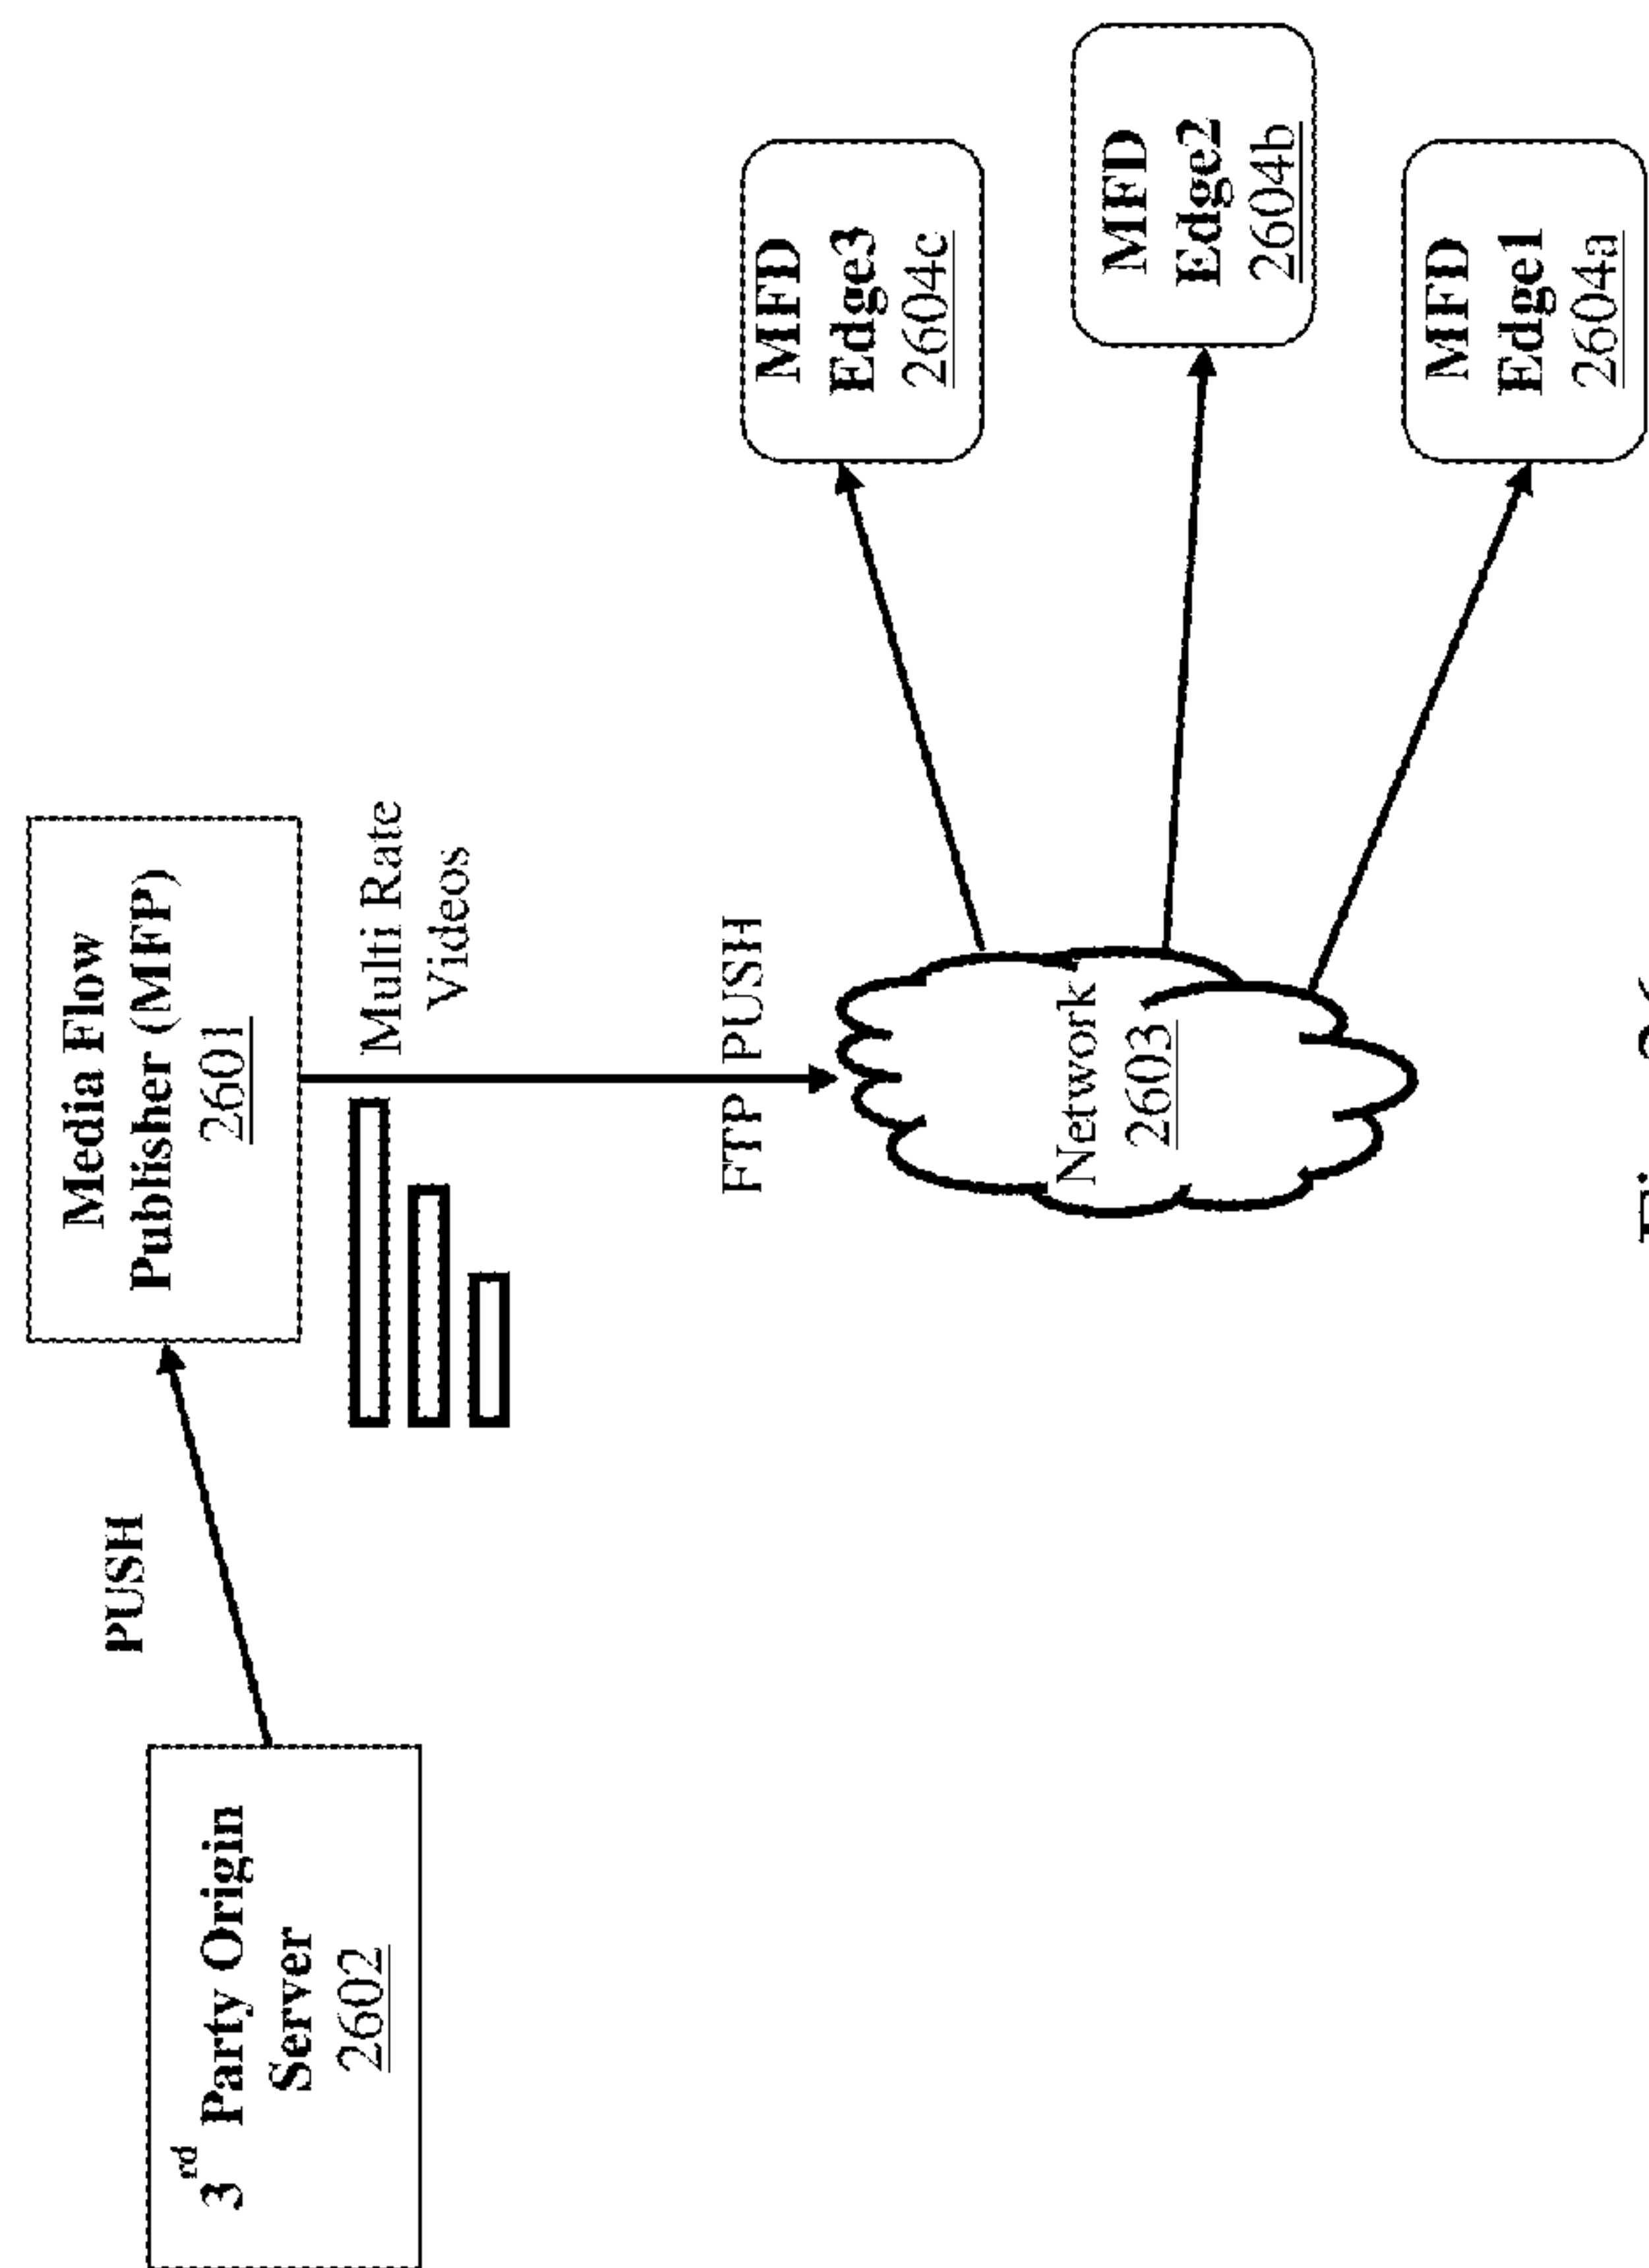 Media Flow
Publisher (MFP)
2601
PUSH
3rd Party Origin
Server
2602
Multi Rate
Videos
FTP PUSH
Network
2603
MFD
Edge3
2604c
MFD
Edge2
2604b
MFD
Edge1
2604a